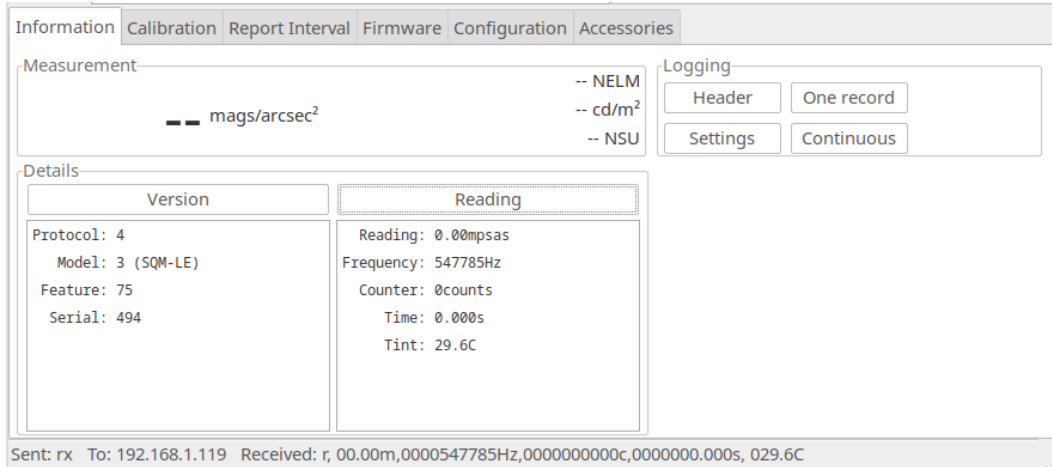 Information Calibration Report Interval Firmware Configuration Accessories
Measurement
-- mags/arcsec²
-- NELM
-- cd/m²
-- NSU
Logging
Header One record
Settings Continuous
Details
Version Reading
Protocol: 4
Model: 3 (SQM-LE)
Feature: 75
Serial: 494
Reading: 0.00mpsas
Frequency: 547785Hz
Counter: 0counts
Time: 0.000s
Tint: 29.6C
Sent: rx To: 192.168.1.119 Received: r, 00.00m,0000547785Hz,0000000000c,0000000.000s, 029.6C